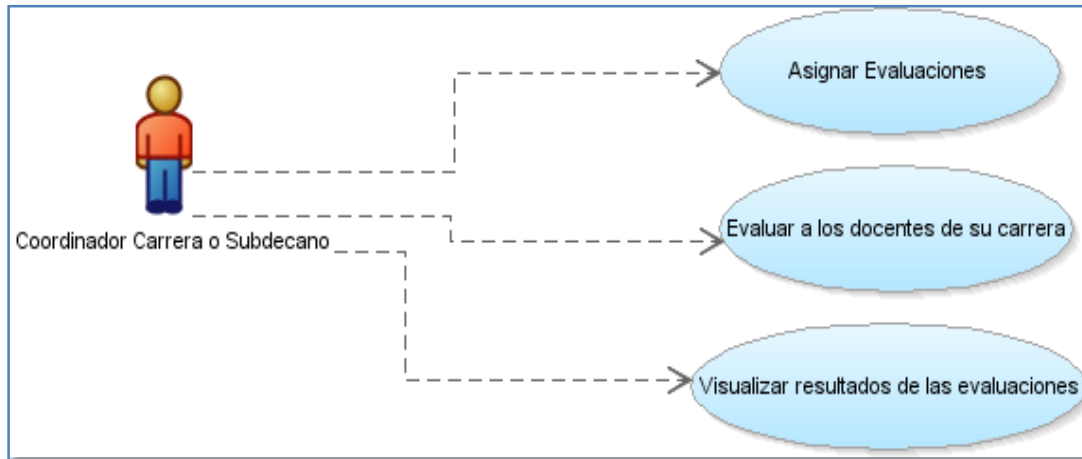 Asignar Evaluaciones
Evaluar a los docentes de su carrera
Coordinador Carrera o Subdecano
Visualizar resultados de las evaluaciones